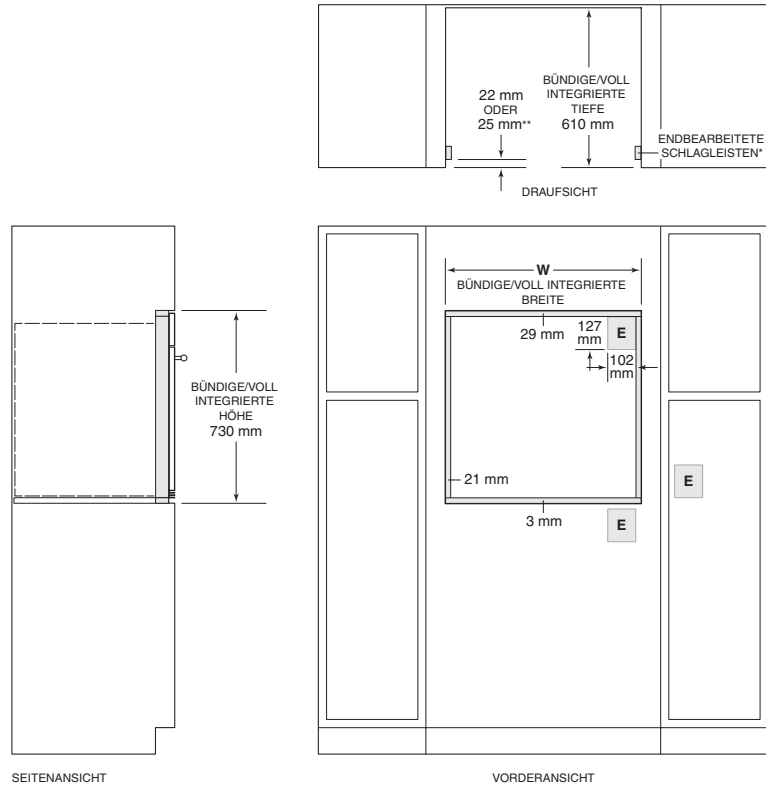 22 mm
ODER
25 mm**
BÜNDIGE/VOLL
INTEGRIERTE
TIEFE
610 mm
ENDBEARBEITETE
SCHLAGLEISTEN*
DRAUFSICHT
W
BÜNDIGE/VOLL INTEGRIERTE
BREITE
29 mm
127
mm
E
102
mm
BÜNDIGE/VOLL
INTEGRIERTE
HÖHE
730 mm
21 mm
E
3 mm
E
SEITENANSICHT
VORDERANSICHT